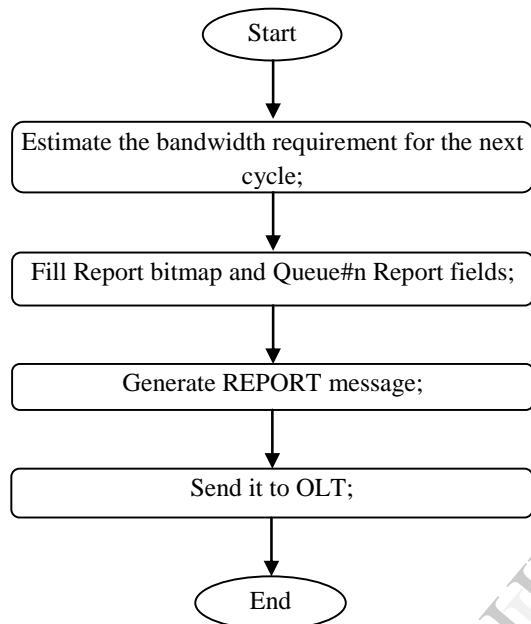 Start
Estimate the bandwidth requirement for the next
cycle;
Fill Report bitmap and Queue#n Report fields;
Generate REPORT message;
Send it to OLT;
End